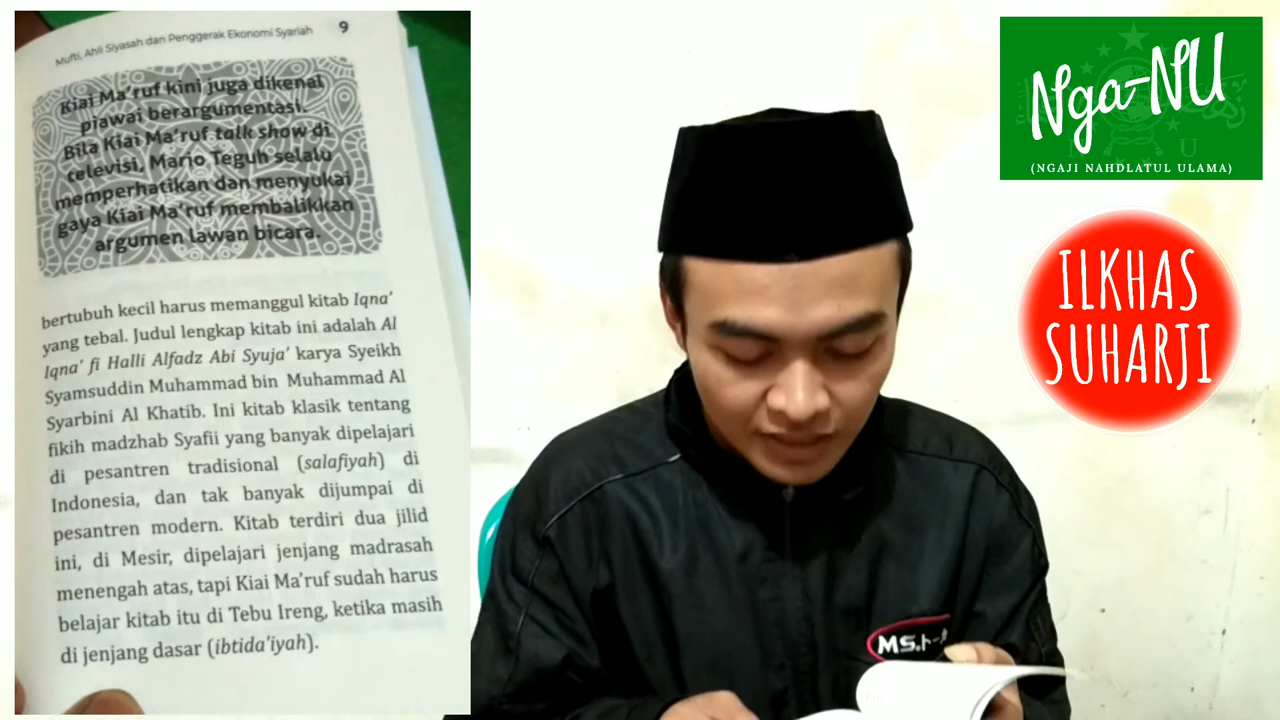 Mufti, Ahli Siyasah dan Penggerak Ekonomi Syariah 9
Kiai Ma'ruf kini juga dikenal
piawai berargumentasi.
Bila Kiai Ma'ruf talk show di
televisi, Mario Teguh selalu
memperhatikan dan menyukai
gaya Kiai Ma'ruf membalikkan
argumen lawan bicara.
bertubuh kecil harus memanggul kitab Iqna'
yang tebal. Judul lengkap kitab ini adalah Al
Iqna' fi Halli Alfadz Abi Syuja' karya Syeikh
Syamsuddin Muhammad bin Muhammad Al
Syarbini Al Khatib. Ini kitab klasik tentang
fikih madzhab Syafii yang banyak dipelajari
di pesantren tradisional (salafiyah) di
Indonesia, dan tak banyak dijumpai di
pesantren modern. Kitab terdiri dua jilid
ini, di Mesir, dipelajari jenjang madrasah
menengah atas, tapi Kiai Ma'ruf sudah harus
belajar kitab itu di Tebu Ireng, ketika masih
di jenjang dasar (ibtida'iyah).
Nga-NU
N U
(NGAJI NAHDLATUL ULAMA)
ILKHAS
SUHARJI